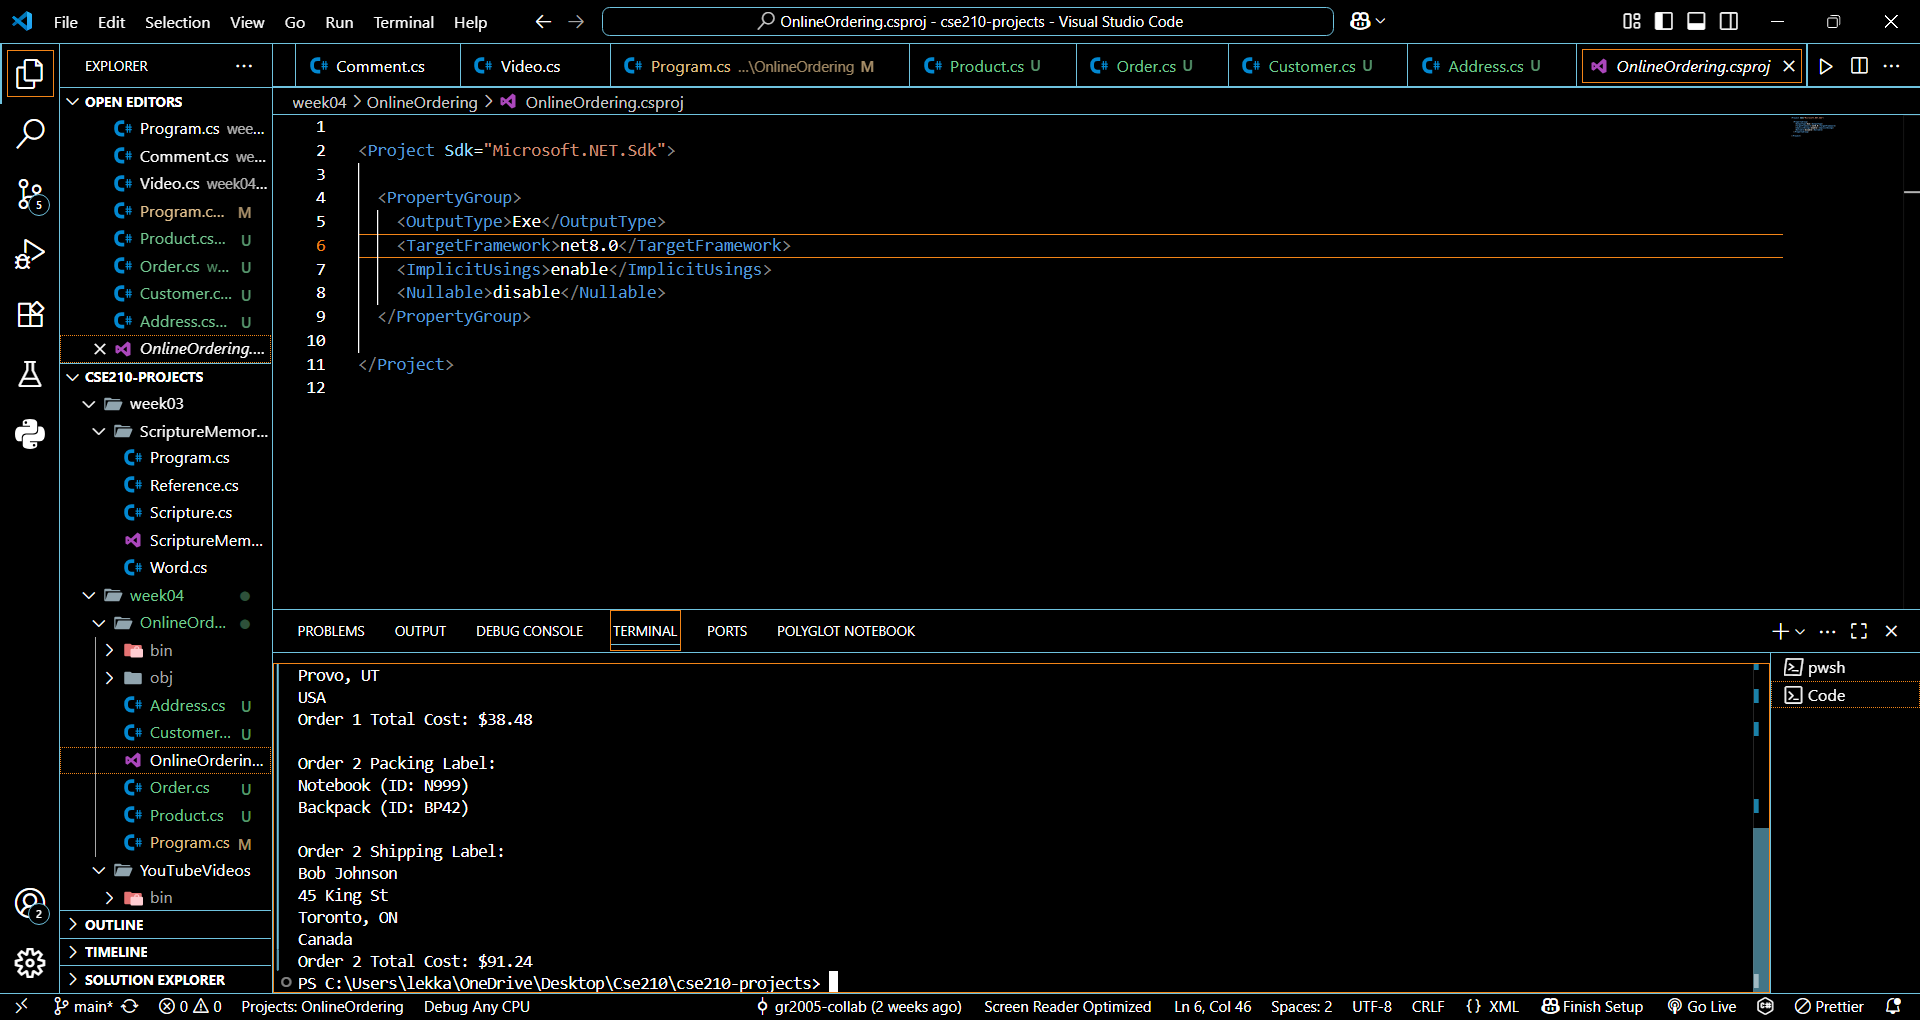 File Edit Selection View Go Run Terminal Help
OnlineOrdering.csproj - cse210-projects - Visual Studio Code
EXPLORER
Comment.cs Video.cs Program.cs ...\OnlineOrdering M Product.cs U Order.cs U Customer.cs U Address.cs U OnlineOrdering.csproj
OPEN EDITORS
Program.cs wee...
Comment.cs we...
Video.cs week04...
Program.c... M
Product.cs... U
Order.cs w... U
Customer.c... U
Address.cs... U
OnlineOrdering....
CSE210-PROJECTS
week03
ScriptureMemor...
Program.cs
Reference.cs
Scripture.cs
ScriptureMem...
Word.cs
week04
OnlineOrd...
bin
obj
Address.cs U
Customer... U
OnlineOrderin...
Order.cs U
Product.cs U
Program.cs M
YouTubeVideos
bin
OUTLINE
TIMELINE
SOLUTION EXPLORER
5
2
week04 > OnlineOrdering > OnlineOrdering.csproj
1
2 <Project Sdk="Microsoft.NET.Sdk">
3
4 <PropertyGroup>
5 <OutputType>Exe</OutputType>
6 <TargetFramework>net8.0</TargetFramework>
7 <ImplicitUsings>enable</ImplicitUsings>
8 <Nullable>disable</Nullable>
9 </PropertyGroup>
10
11 </Project>
12
PROBLEMS OUTPUT DEBUG CONSOLE TERMINAL PORTS POLYGLOT NOTEBOOK
Provo, UT
USA
Order 1 Total Cost: $38.48
Order 2 Packing Label:
Notebook (ID: N999)
Backpack (ID: BP42)
Order 2 Shipping Label:
Bob Johnson
45 King St
Toronto, ON
Canada
Order 2 Total Cost: $91.24
PS C:\Users\lekka\OneDrive\Desktop\Cse210\cse210-projects>
pwsh
Code
main* 0 0 Projects: OnlineOrdering Debug Any CPU gr2005-collab (2 weeks ago) Screen Reader Optimized Ln 6, Col 46 Spaces: 2 UTF-8 CRLF {} XML Finish Setup Go Live Prettier